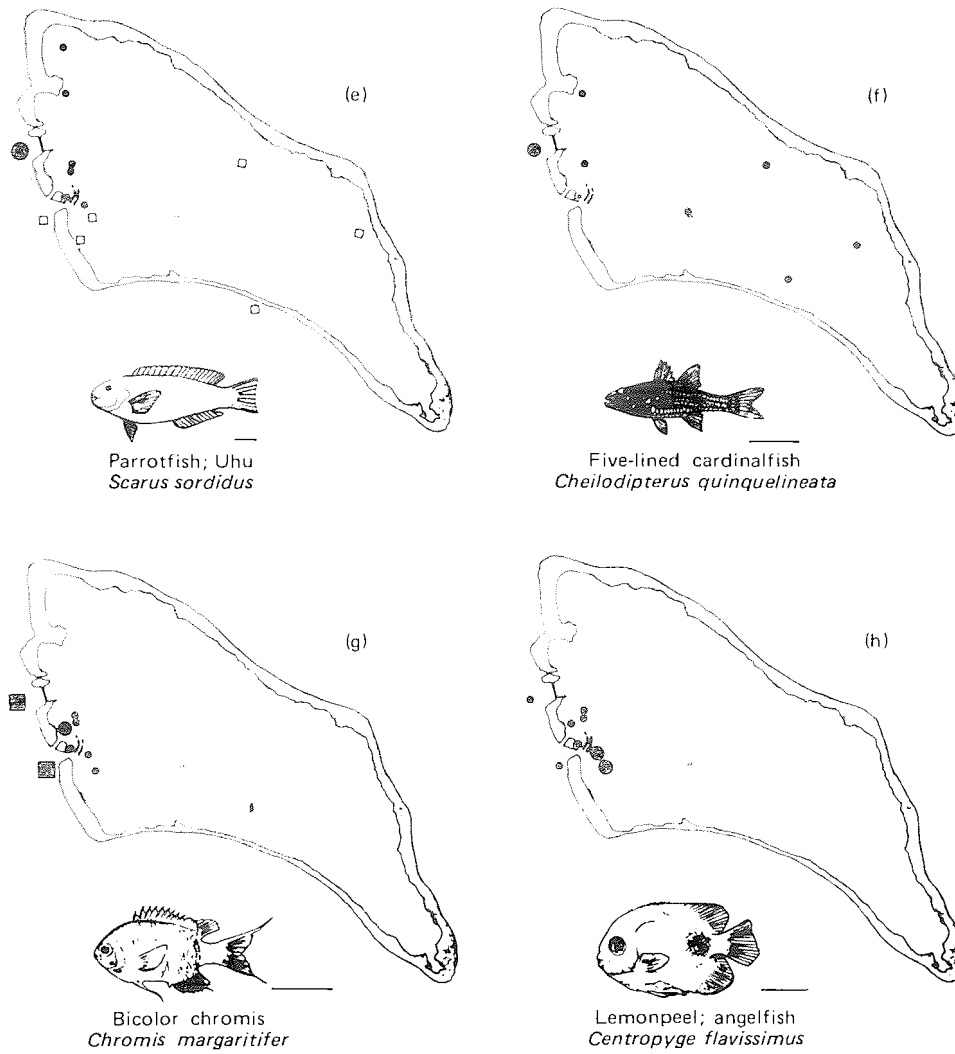 (e)
(f)
Parrotfish; Uhu
Scarus sordidus
Five-lined cardinalfish
Cheilodipterus quinquelineata
(g)
(h)
Bicolor chromis
Chromis margaritifer
Lemonpeel; angelfish
Centropyge flavissimus